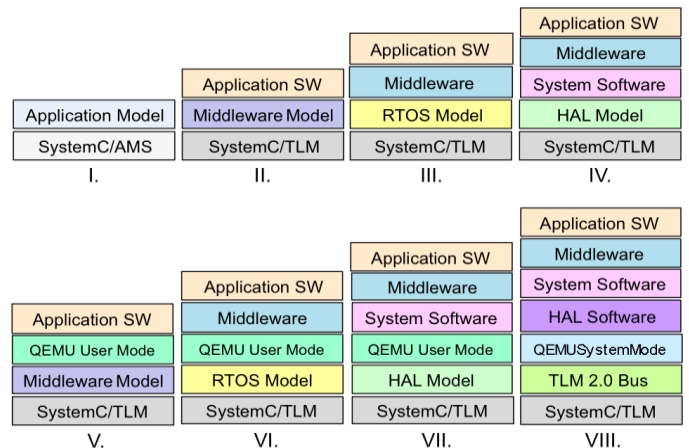 Application Model
SystemC/AMS
I.
Application SW
Middleware Model
SystemC/TLM
II.
Application SW
Middleware
RTOS Model
SystemC/TLM
III.
Application SW
Middleware
System Software
HAL Model
SystemC/TLM
IV.
Application SW
QEMU User Mode
Middleware Model
SystemC/TLM
V.
Application SW
Middleware
QEMU User Mode
RTOS Model
SystemC/TLM
VI.
Application SW
Middleware
System Software
QEMU User Mode
HAL Model
SystemC/TLM
VII.
Application SW
Middleware
System Software
HAL Software
QEMUSystemMode
TLM 2.0 Bus
SystemC/TLM
VIII.